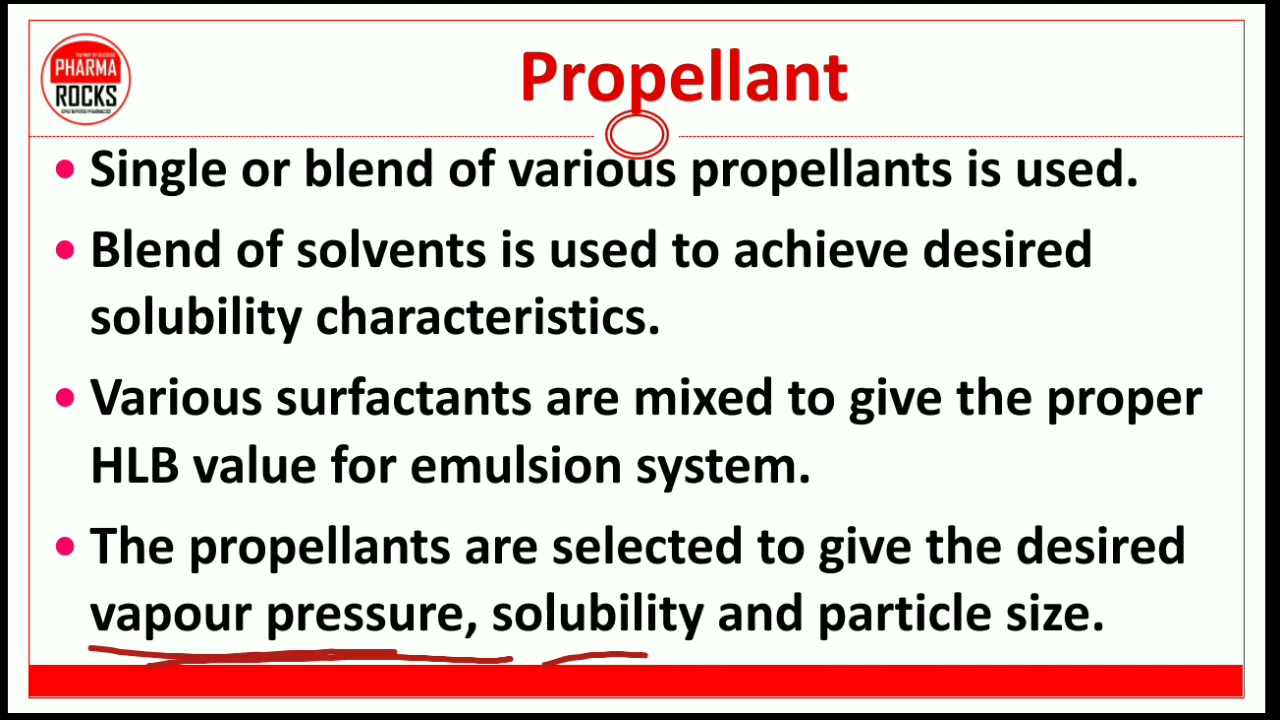 PHARMA
ROCKS
Propellant
• Single or blend of various propellants is used.
• Blend of solvents is used to achieve desired
solubility characteristics.
• Various surfactants are mixed to give the proper
HLB value for emulsion system.
• The propellants are selected to give the desired
vapour pressure, solubility and particle size.